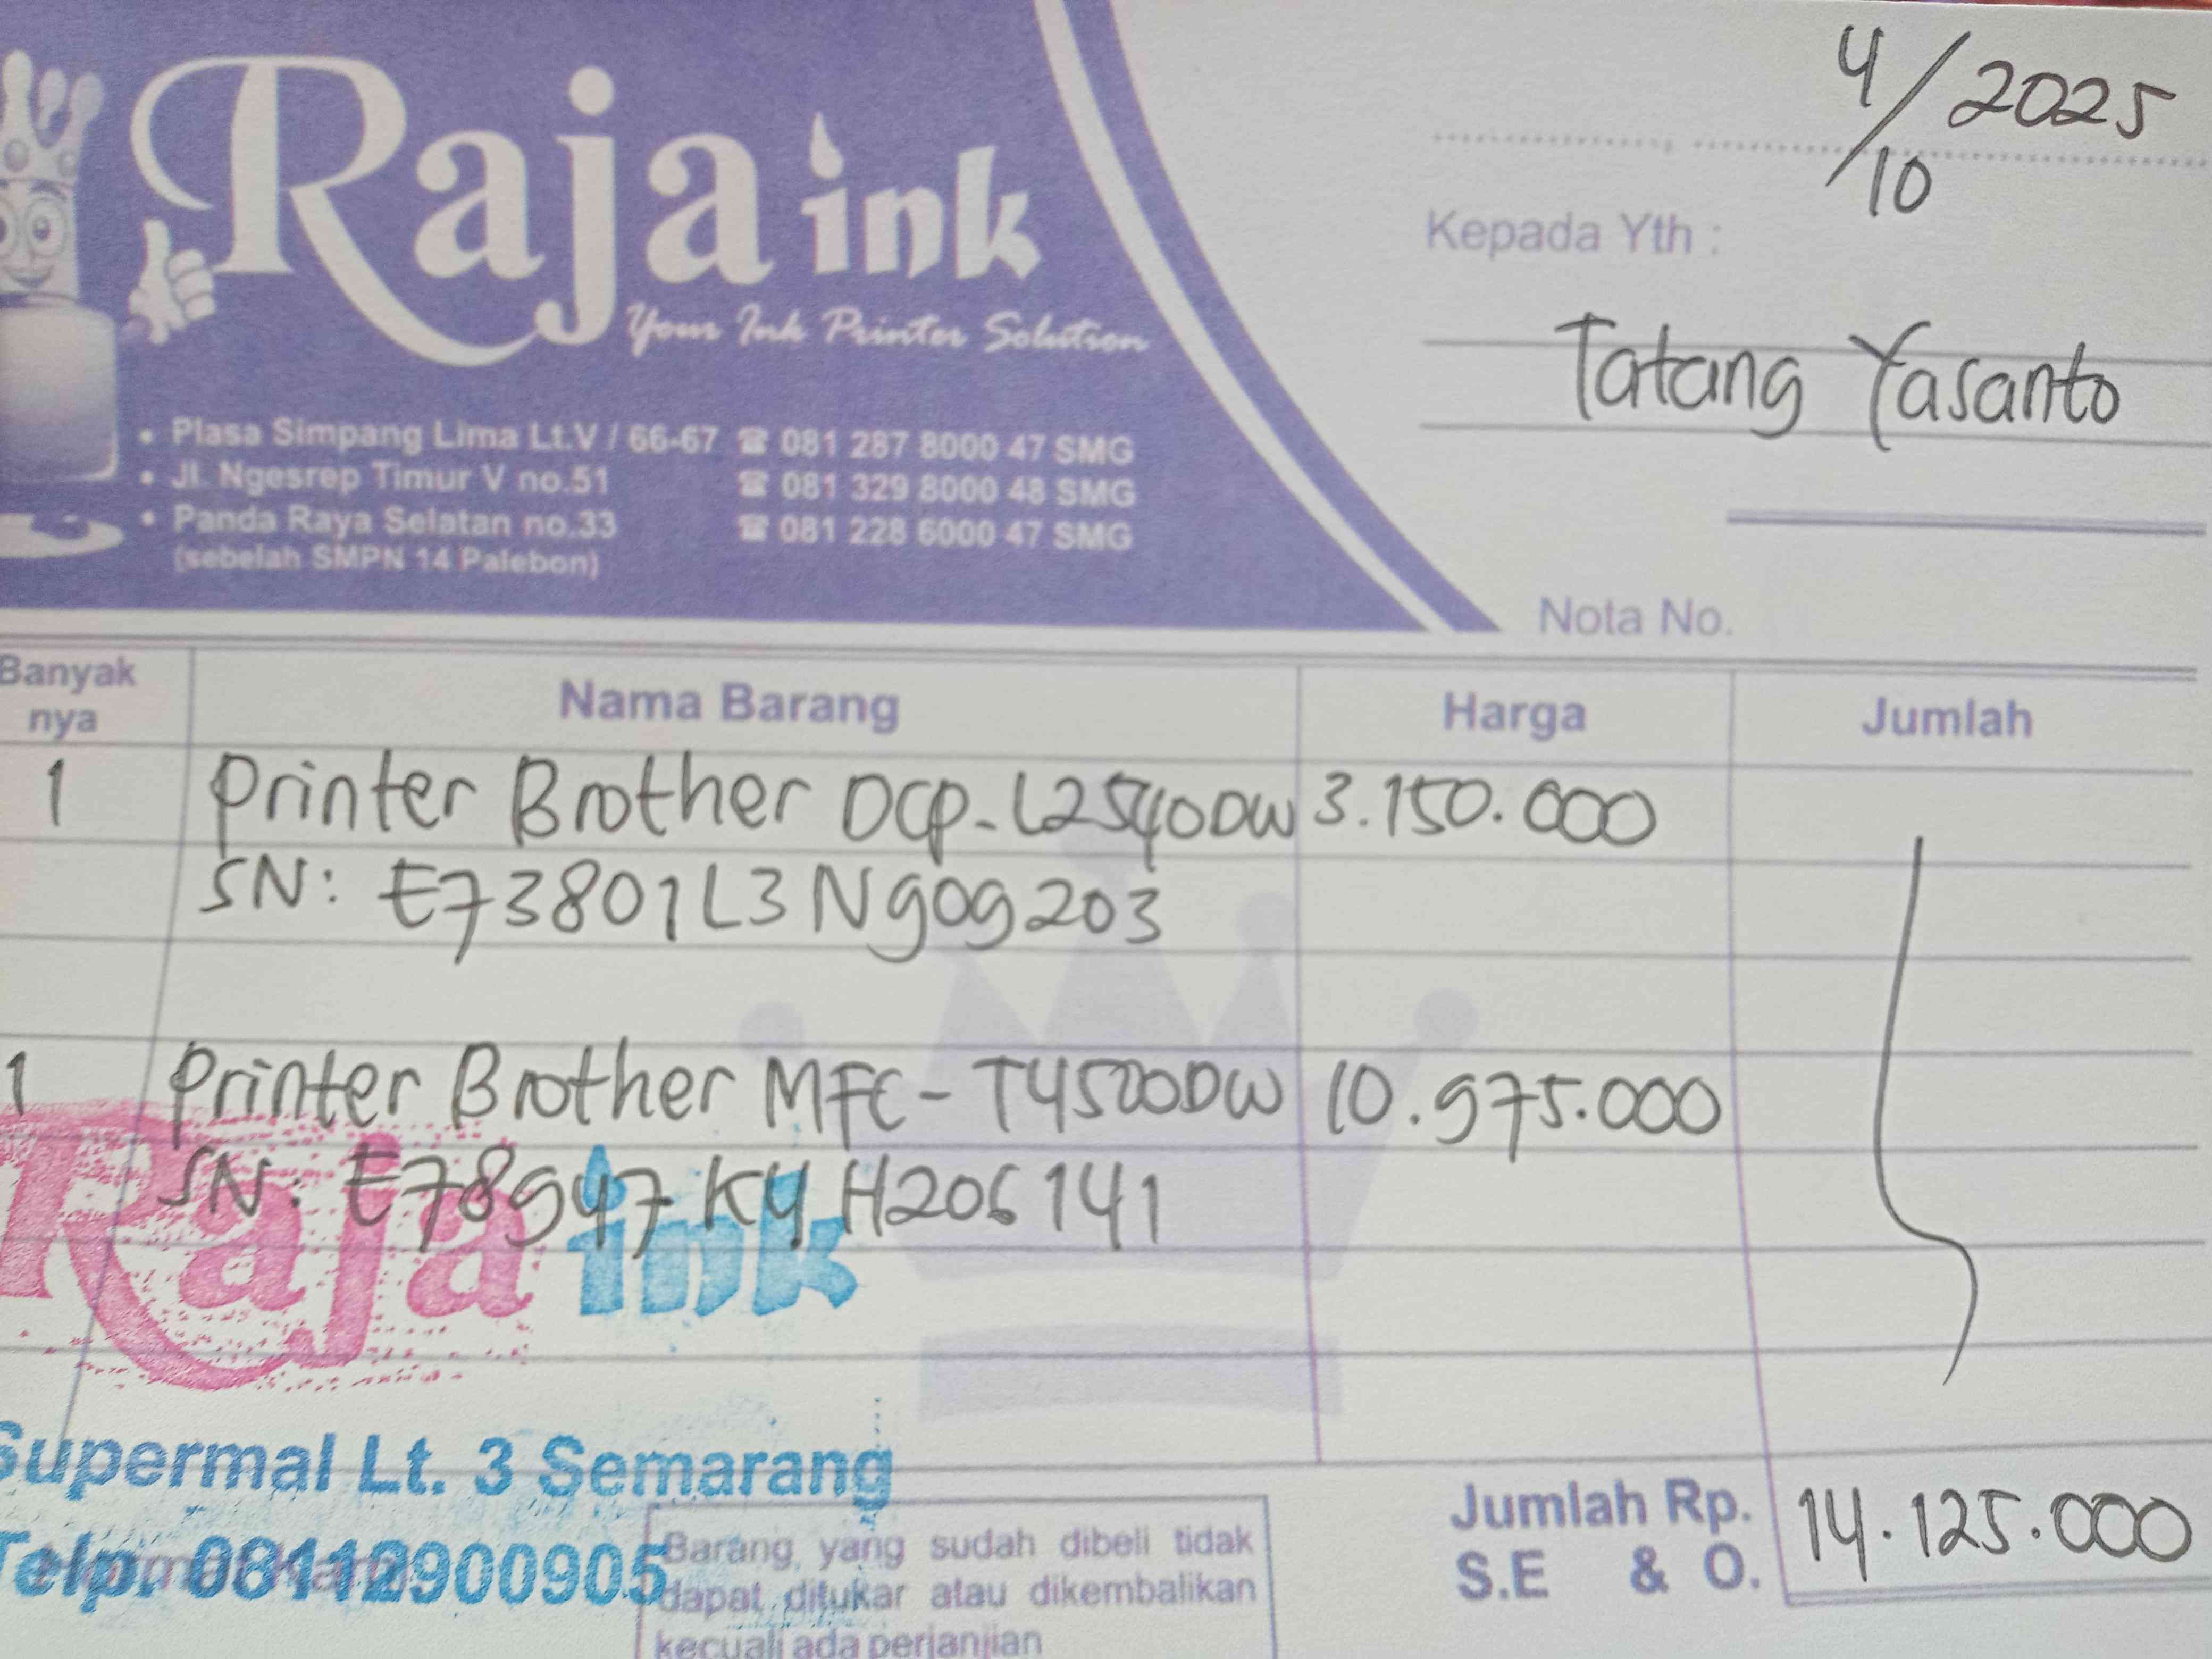 Raja ink
Your Ink Printer Solution
• Plasa Simpang Lima Lt.V / 66-67 ☎ 081 287 8000 47 SMG
• Jl. Ngesrep Timur V no.51 ☎ 081 329 8000 48 SMG
• Panda Raya Selatan no.33 ☎ 081 228 6000 47 SMG
(sebelah SMPN 14 Palebon)
4/10 2025
Kepada Yth :
Tatang Yasanto
Nota No.
Banyak nya Nama Barang Harga Jumlah
1 Printer Brother DCP-L2540DW 3.150.000
SN: E73801L3N909203
1 Printer Brother MFC-T4500DW 10.975.000
SN: E78947K4H206141
Raja ink
Supermal Lt. 3 Semarang
Telp. 08112900905
Barang yang sudah dibeli tidak
dapat ditukar atau dikembalikan
kecuali ada perjanjian
Jumlah Rp. 14.125.000
S.E & O.